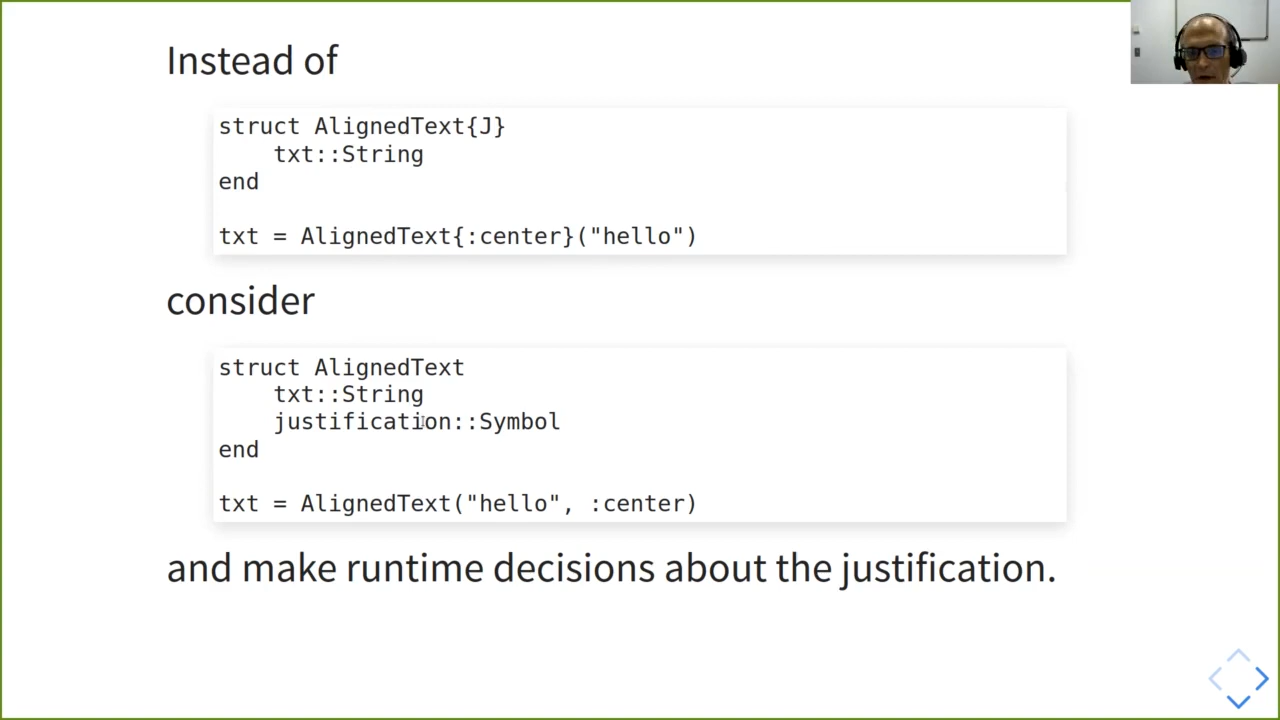 Instead of
struct AlignedText{J}
    txt::String
end
txt = AlignedText{:center}("hello")
consider
struct AlignedText
    txt::String
    justification::Symbol
end
txt = AlignedText("hello", :center)
and make runtime decisions about the justification.